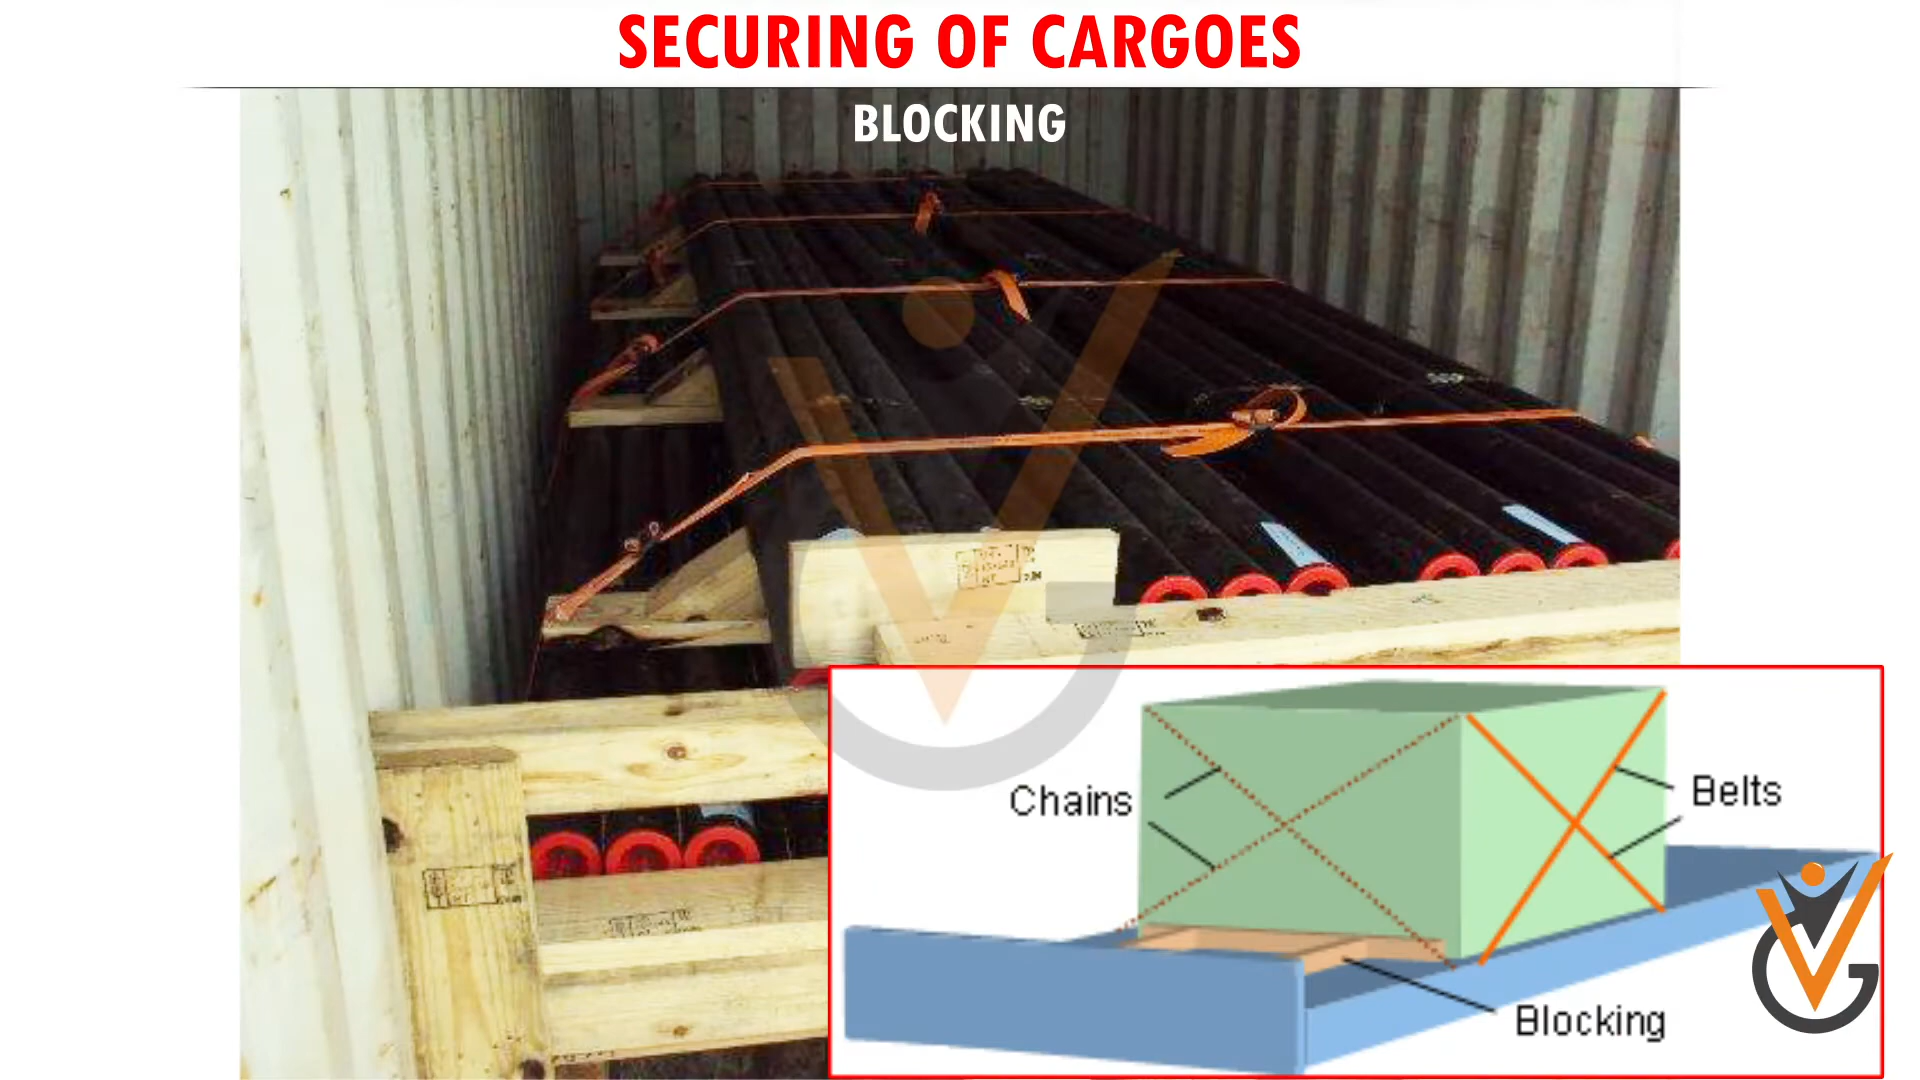 SECURING OF CARGOES
BLOCKING
Chains
Belts
Blocking